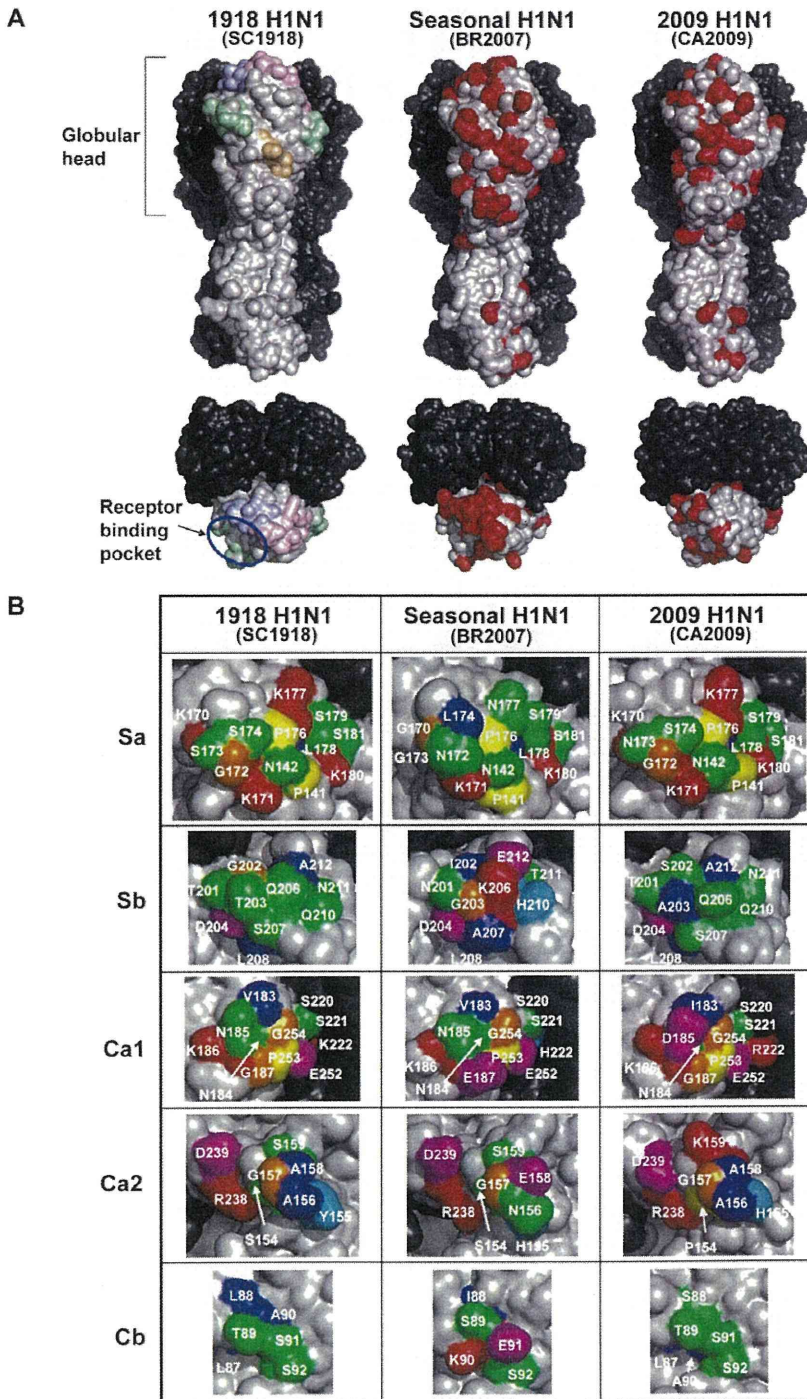 A
1918 H1N1
(SC1918)
Seasonal H1N1
(BR2007)
2009 H1N1
(CA2009)
Globular
head
Receptor
binding
pocket
B
1918 H1N1
(SC1918)
Seasonal H1N1
(BR2007)
2009 H1N1
(CA2009)
Sa
K177
K170
S174
P176
S179
S181
S173
L178
G172
N142
K180
K171
P141
N177
L174
S179
G170
P176
S181
G173
N172
L178
N142
K180
K171
P141
K177
K170
S174
P176
S179
S181
N173
L178
G172
N142
K180
K171
P141
Sb
G202
A212
T201
Q206
N211
T203
D204
Q210
S207
L208
E212
I202
T211
N201
K206
G203
H210
D204
A207
L208
S202
A212
N211
T201
A203
Q206
Q210
D204
S207
L208
Ca1
V183
S220
S221
N185
G254
K222
K186
P253
G187
E252
N184
V183
S220
S221
N185
G254
H222
K186
P253
E187
E252
N184
I183
S220
S221
D185
G254
R222
K186
P253
G187
E252
N184
Ca2
S159
D239
G157
A158
A156
R238
Y155
S154
D239
S159
G157
E158
N156
R238
S154
H155
K159
D239
G157
A158
A156
R238
H155
P154
Cb
L88
A90
T89
S91
L87
S92
I88
S89
E91
K90
S92
S88
T89
S91
L87
S92
A90